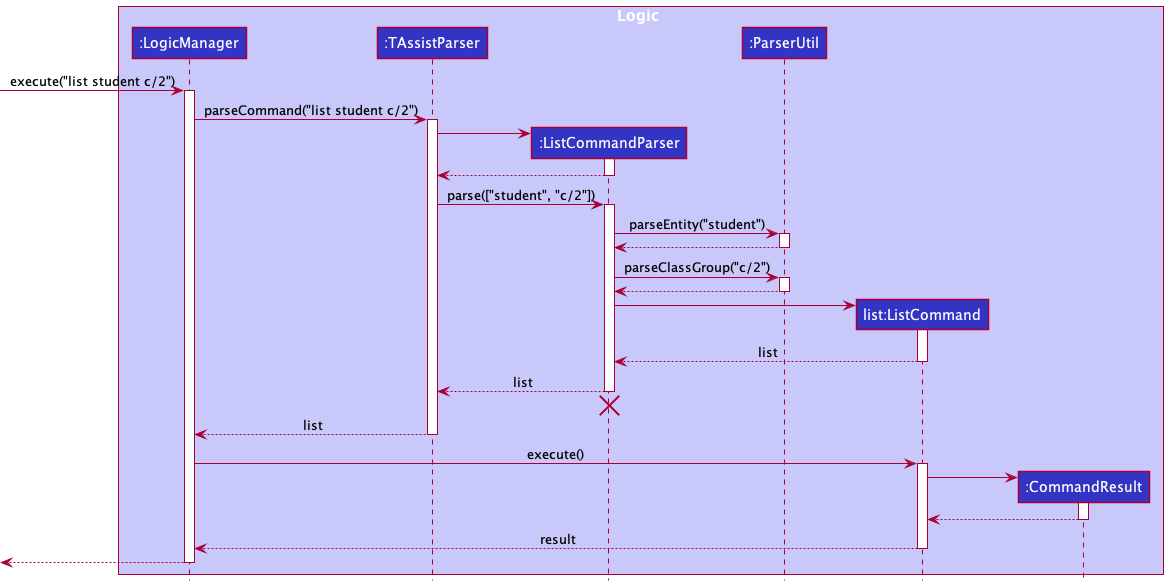 Logic
:LogicManager
:TAssistParser
:ParserUtil
execute("list student c/2")
parseCommand("list student c/2")
:ListCommandParser
parse(["student", "c/2"])
parseEntity("student")
parseClassGroup("c/2")
list:ListCommand
list
list
list
execute()
:CommandResult
result